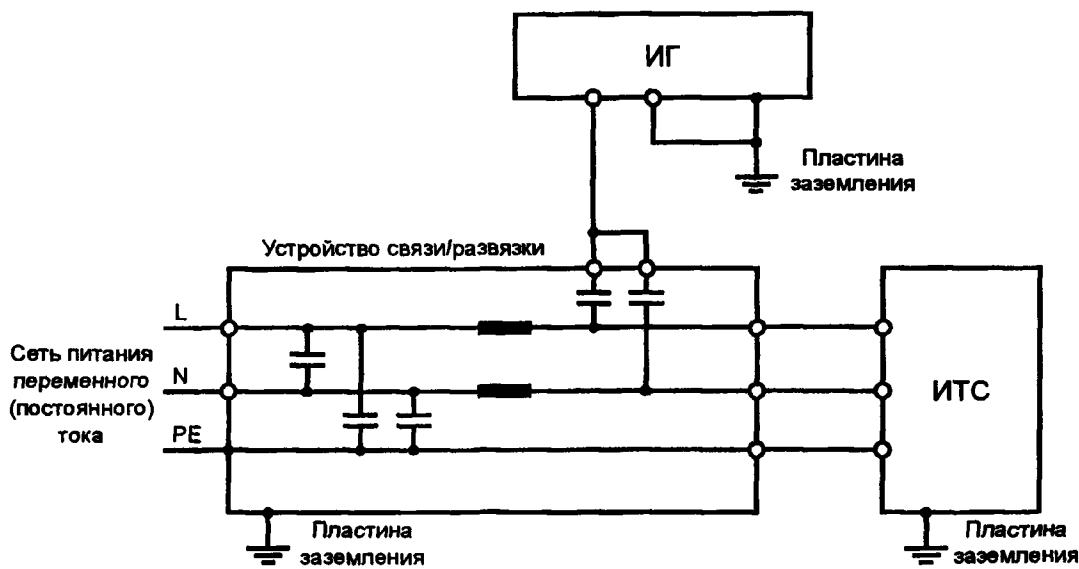 ИГ
Пластина
заземления
Устройство связи/развязки
L
Сеть питания
переменного
(постоянного)
тока
N
PE
ИТС
Пластина
заземления
Пластина
заземления